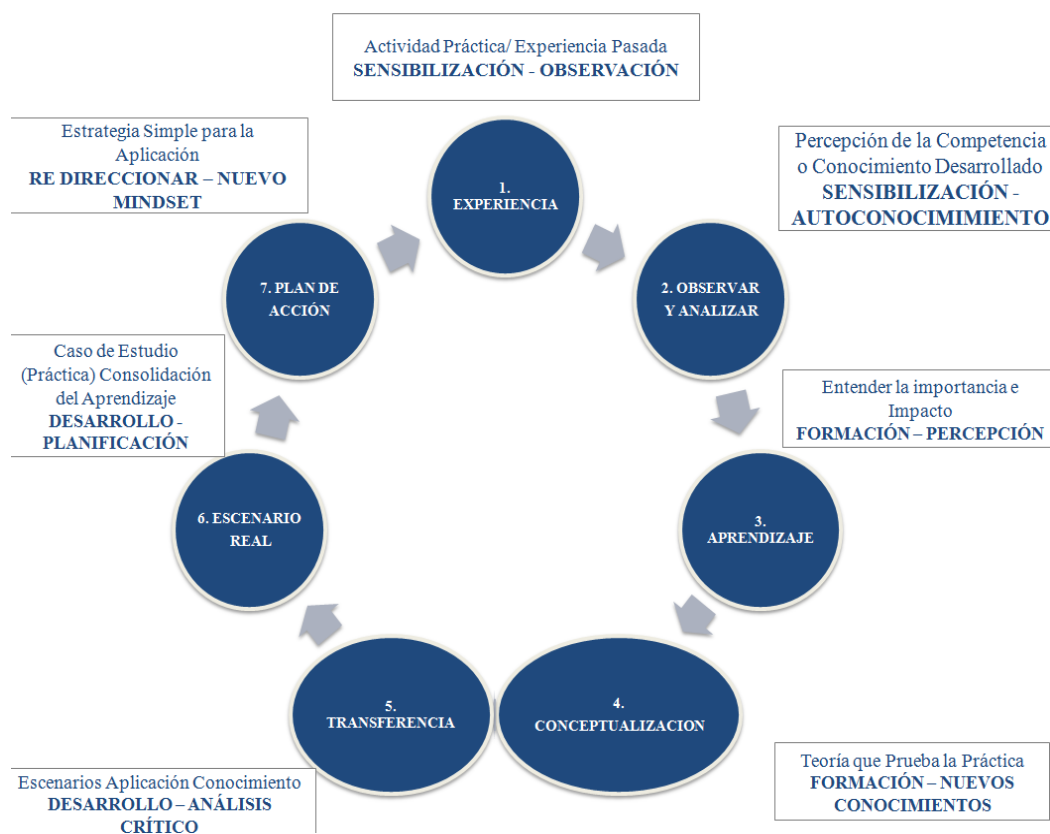 Actividad Práctica/ Experiencia Pasada
SENSIBILIZACIÓN - OBSERVACIÓN
1.
EXPERIENCIA
Percepción de la Competencia
o Conocimiento Desarrollado
SENSIBILIZACIÓN -
AUTOCONOCIMIMIENTO
2. OBSERVAR
Y ANALIZAR
Entender la importancia e
Impacto
FORMACIÓN – PERCEPCIÓN
3.
APRENDIZAJE
Teoría que Prueba la Práctica
FORMACIÓN – NUEVOS
CONOCIMIENTOS
4.
CONCEPTUALIZACION
5.
TRANSFERENCIA
Escenarios Aplicación Conocimiento
DESARROLLO – ANÁLISIS
CRÍTICO
6. ESCENARIO
REAL
Caso de Estudio
(Práctica) Consolidación
del Aprendizaje
DESARROLLO -
PLANIFICACIÓN
7. PLAN DE
ACCIÓN
Estrategia Simple para la
Aplicación
RE DIRECCIONAR – NUEVO
MINDSET